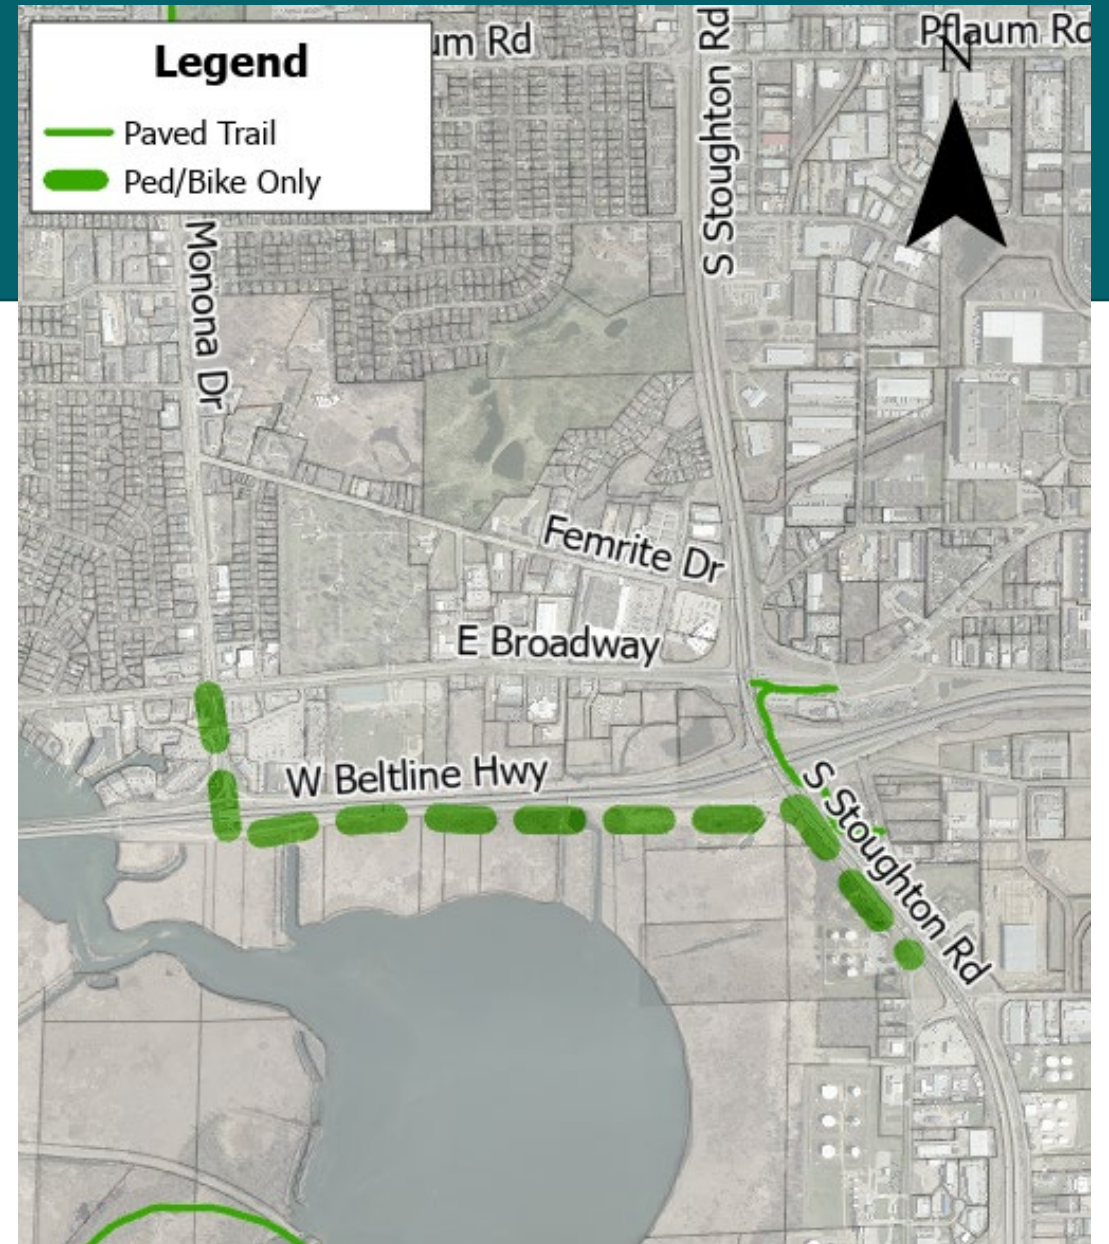 Legend
Paved Trail
Ped/Bike Only
um Rd
S Stoughton Rd
Pflaum Rd
N
Monona Dr
Femrite Dr
E Broadway
W Beltline Hwy
S Stoughton Rd